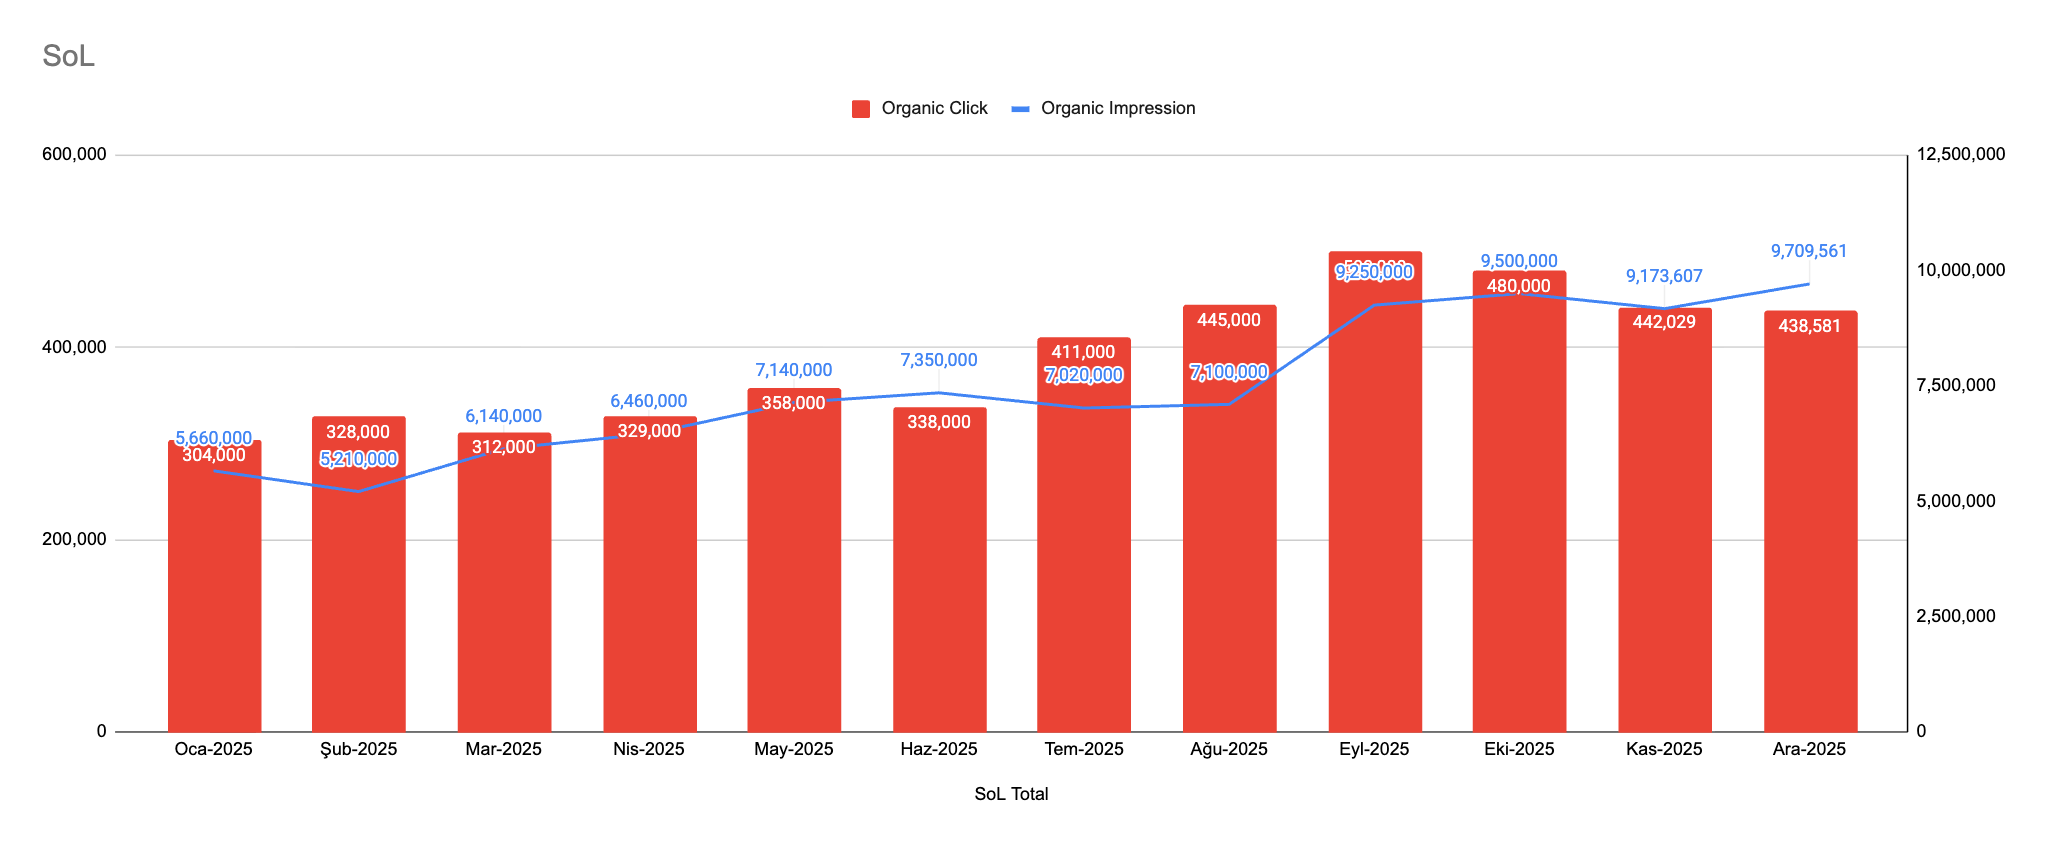 SoL
Organic Click
Organic Impression
600,000
400,000
200,000
0
12,500,000
10,000,000
7,500,000
5,000,000
2,500,000
0
5,660,000
304,000
328,000
5,210,000
6,140,000
312,000
6,460,000
329,000
7,140,000
358,000
7,350,000
338,000
411,000
7,020,000
445,000
7,100,000
9,250,000
9,500,000
480,000
9,173,607
442,029
9,709,561
438,581
Oca-2025
Şub-2025
Mar-2025
Nis-2025
May-2025
Haz-2025
Tem-2025
Ağu-2025
Eyl-2025
Eki-2025
Kas-2025
Ara-2025
SoL Total